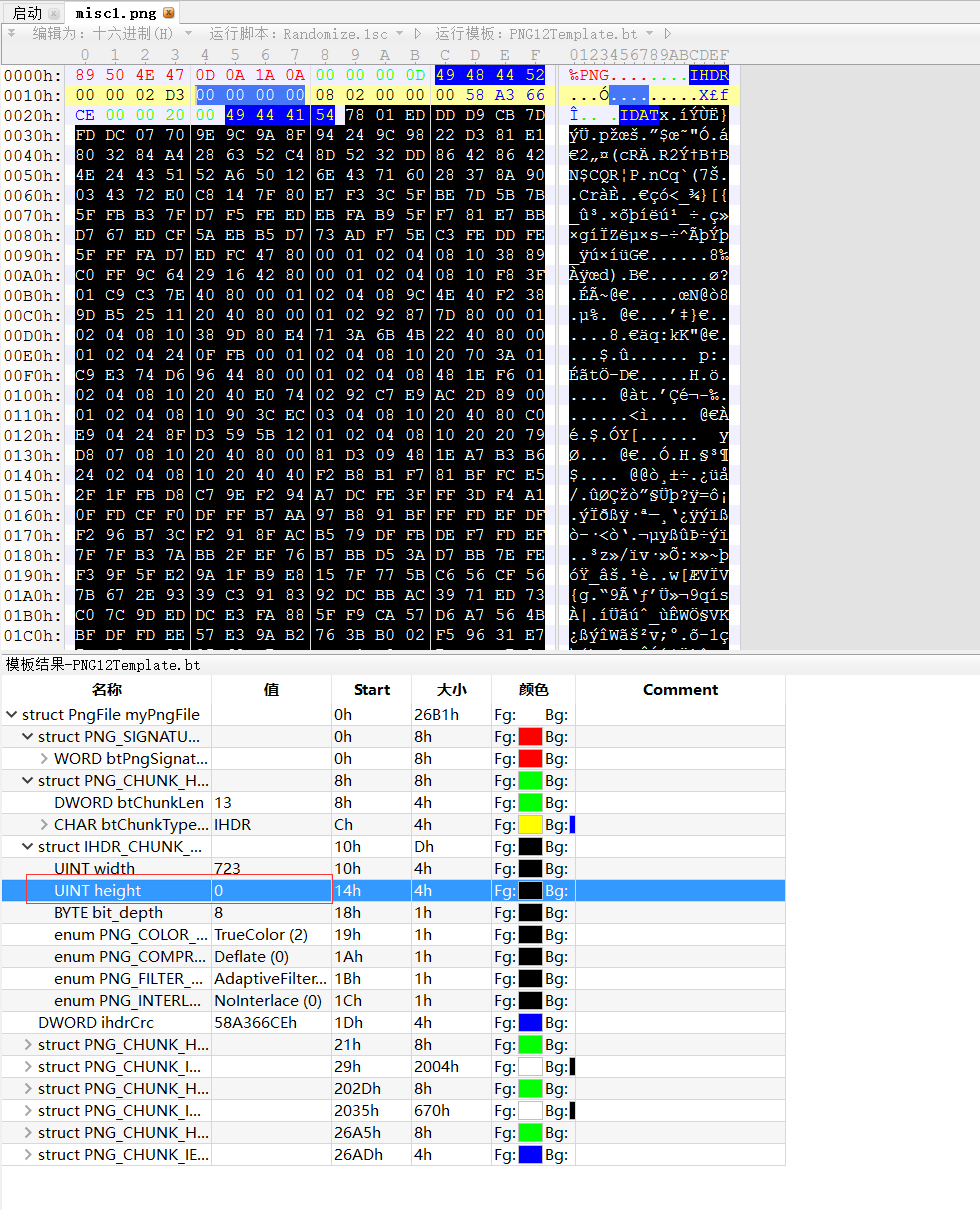 启动 misc1.png
编辑为: 十六进制(H) 运行脚本: Randomize.1sc 运行模板: PNG12Template.bt
0 1 2 3 4 5 6 7 8 9 A B C D E F 0123456789ABCDEF
0000h: 89 50 4E 47 0D 0A 1A 0A 00 00 00 0D 49 48 44 52 ‰PNG........IHDR
0010h: 00 00 02 D3 00 00 00 00 08 02 00 00 00 58 A3 66 ...Ó.........X£f
0020h: CE 00 00 20 00 49 44 41 54 78 01 ED DD D9 CB 7D Î.. .IDATx.íÝÙË}
0030h: FD DC 07 70 9E 9C 9A 8F 94 24 9C 98 22 D3 81 E1 ýÜ.pžœš.”$œ˜"Ó.á
0040h: 80 32 84 A4 28 63 52 C4 8D 52 32 DD 86 42 86 42 €2„¤(cRÄ.R2Ý†B†B
0050h: 4E 24 43 51 52 A6 50 12 6E 43 71 60 28 37 8A 90 N$CQR¦P.nCq`(7Š.
0060h: 03 43 72 E0 C8 14 7F 80 E7 F3 3C 5F BE 7D 5B 7B .CràÈ..€çó<_¾}[{
0070h: 5F FB B3 7F D7 F5 FE ED EB FA B9 5F F7 81 E7 BB _û³.×õþíëú¹_÷.ç»
0080h: D7 67 ED CF 5A EB B5 D7 73 AD F7 5E C3 FE DD FE ×gíÏZëµ×s-÷^ÃþÝþ
0090h: 5F FF FA D7 ED FC 47 80 00 01 02 04 08 10 38 89 _ÿú×íüG€......8‰
00A0h: C0 FF 9C 64 29 16 42 80 00 01 02 04 08 10 F8 3F Àÿœd).B€......ø?
00B0h: 01 C9 C3 7E 40 80 00 01 02 04 08 9C 4E 40 F2 38 .ÉÃ~@€.....œN@ò8
00C0h: 9D B5 25 11 20 40 80 00 01 02 92 87 7D 80 00 01 .µ%. @€...’‡}€..
00D0h: 02 04 08 10 38 9D 80 E4 71 3A 6B 4B 22 40 80 00 ....8.€äq:kK"@€.
00E0h: 01 02 04 24 0F FB 00 01 02 04 08 10 20 70 3A 01 ...$.û...... p:.
00F0h: C9 E3 74 D6 96 44 80 00 01 02 04 08 48 1E F6 01 ÉãtÖ–D€.....H.ö.
0100h: 02 04 08 10 20 40 E0 74 02 92 C7 E9 AC 2D 89 00 .... @àt.’Çé¬-‰.
0110h: 01 02 04 08 10 90 3C EC 03 04 08 10 20 40 80 C0 ......<ì.... @€À
0120h: E9 04 24 8F D3 59 5B 12 01 02 04 08 10 20 20 79 é.$.ÓY[......  y
0130h: D8 07 08 10 20 40 80 00 81 D3 09 48 1E A7 B3 B6 Ø... @€..Ó.H.§³¶
0140h: 24 02 04 08 10 20 40 40 F2 B8 B1 F7 81 BF FC E5 $.... @@ò¸±÷.¿üå
0150h: 2F 1F FB D8 C7 9E F2 94 A7 DC FE 3F FF 3D F4 A1 /.ûØÇžò”§Üþ?ÿ=ô¡
0160h: 0F FD CF F0 DF FF B7 AA 97 B8 91 BF FF FD EF DF .ýÏðßÿ·ª—¸‘¿ÿýïß
0170h: F2 96 B7 3C F2 91 8F AC B5 79 DF FB DE F7 FD EF ò–·<ò‘.¬µyßûÞ÷ýï
0180h: 7F 7F B3 7A BB 2F EF 76 B7 BB D5 3A D7 BB 7E FE ..³z»/ïv·»Õ:×»~þ
0190h: F3 9F 5F E2 9A 1F B9 E8 15 7F 77 5B C6 56 CF 56 óŸ_âš.¹è..w[ÆVÏV
01A0h: 7B 67 2E 93 39 C3 91 83 92 DC BB AC 39 71 ED 73 {g.“9Ã‘ƒ’Ü»¬9qís
01B0h: C0 7C 9D ED DC E3 FA 88 5F F9 CA 57 D6 A7 56 4B À|.íÜãúˆ_ùÊWÖ§VK
01C0h: BF DF FD EE 57 E3 9A B2 76 3B B0 02 F5 96 31 E7 ¿ßýîWãš²v;°.õ–1ç
模板结果-PNG12Template.bt
名称 值 Start 大小 颜色 Comment
struct PngFile myPngFile 0h 26B1h Fg: Bg:
struct PNG_SIGNATU... 0h 8h Fg: Bg:
WORD btPngSignat... 0h 8h Fg: Bg:
struct PNG_CHUNK_H... 8h 8h Fg: Bg:
DWORD btChunkLen 13 8h 4h Fg: Bg:
CHAR btChunkType... IHDR Ch 4h Fg: Bg:
struct IHDR_CHUNK_... 10h Dh Fg: Bg:
UINT width 723 10h 4h Fg: Bg:
UINT height 0 14h 4h Fg: Bg:
BYTE bit_depth 8 18h 1h Fg: Bg:
enum PNG_COLOR_... TrueColor (2) 19h 1h Fg: Bg:
enum PNG_COMPR... Deflate (0) 1Ah 1h Fg: Bg:
enum PNG_FILTER_... AdaptiveFilter... 1Bh 1h Fg: Bg:
enum PNG_INTERL... NoInterlace (0) 1Ch 1h Fg: Bg:
DWORD ihdrCrc 58A366CEh 1Dh 4h Fg: Bg:
struct PNG_CHUNK_H... 21h 8h Fg: Bg:
struct PNG_CHUNK_I... 29h 2004h Fg: Bg:
struct PNG_CHUNK_H... 202Dh 8h Fg: Bg:
struct PNG_CHUNK_I... 2035h 670h Fg: Bg:
struct PNG_CHUNK_H... 26A5h 8h Fg: Bg:
struct PNG_CHUNK_IE... 26ADh 4h Fg: Bg: